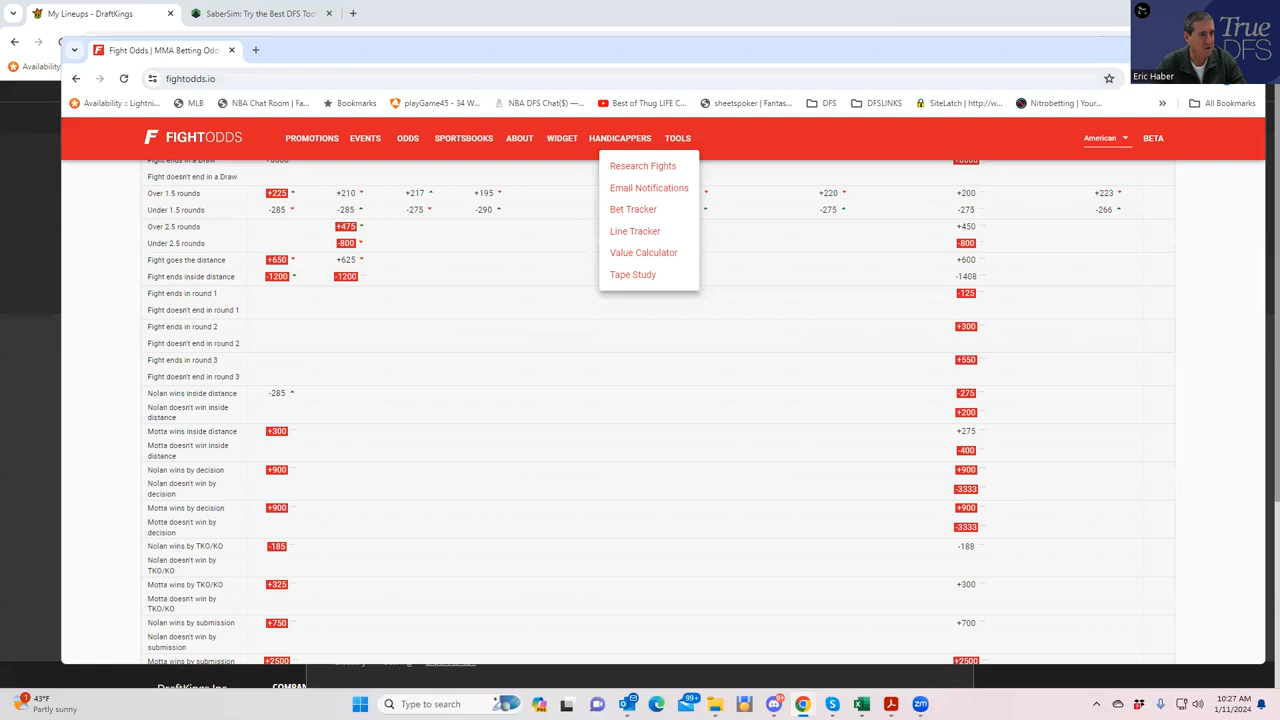 My Lineups - DraftKings
SaberSim: Try the Best DFS Tool
True
DFS
Eric Haber
Availability
Fight Odds | MMA Betting Odd
fightodds.io
Availability :: Lightni...
MLB
NBA Chat Room | Fa...
Bookmarks
playGame45 - 34 W...
NBA DFS Chat($) —...
Best of Thug LIFE C...
sheetspoker | Fantas...
DFS
DFSLINKS
SiteLatch | http://w...
Nitrobetting | Your...
All Bookmarks
FIGHTODDS
PROMOTIONS
EVENTS
ODDS
SPORTSBOOKS
ABOUT
WIDGET
HANDICAPPERS
TOOLS
American
BETA
Research Fights
Email Notifications
Bet Tracker
Line Tracker
Value Calculator
Tape Study
Fight ends in a Draw
Fight doesn't end in a Draw
Over 1.5 rounds +225 +210 +217 +195 +220 +200 +223
Under 1.5 rounds -285 -285 -275 -290 -275 -275 -266
Over 2.5 rounds +475 +450
Under 2.5 rounds -800 -800
Fight goes the distance +650 +625 +600
Fight ends inside distance -1200 -1200 -1408
Fight ends in round 1 -125
Fight doesn't end in round 1
Fight ends in round 2 +300
Fight doesn't end in round 2
Fight ends in round 3 +550
Fight doesn't end in round 3
Nolan wins inside distance -285 -275
Nolan doesn't win inside
distance +200
Motta wins inside distance +300 +275
Motta doesn't win inside
distance -400
Nolan wins by decision +900 +900
Nolan doesn't win by
decision -3333
Motta wins by decision +900 +900
Motta doesn't win by
decision -3333
Nolan wins by TKO/KO -185 -188
Nolan doesn't win by
TKO/KO
Motta wins by TKO/KO +325 +300
Motta doesn't win by
TKO/KO
Nolan wins by submission +750 +700
Nolan doesn't win by
submission
Motta wins by submission +2500 +2500
DraftKings Inc.
COMPAN
43°F
Partly sunny
Type to search
99+
9+
10:27 AM
1/11/2024